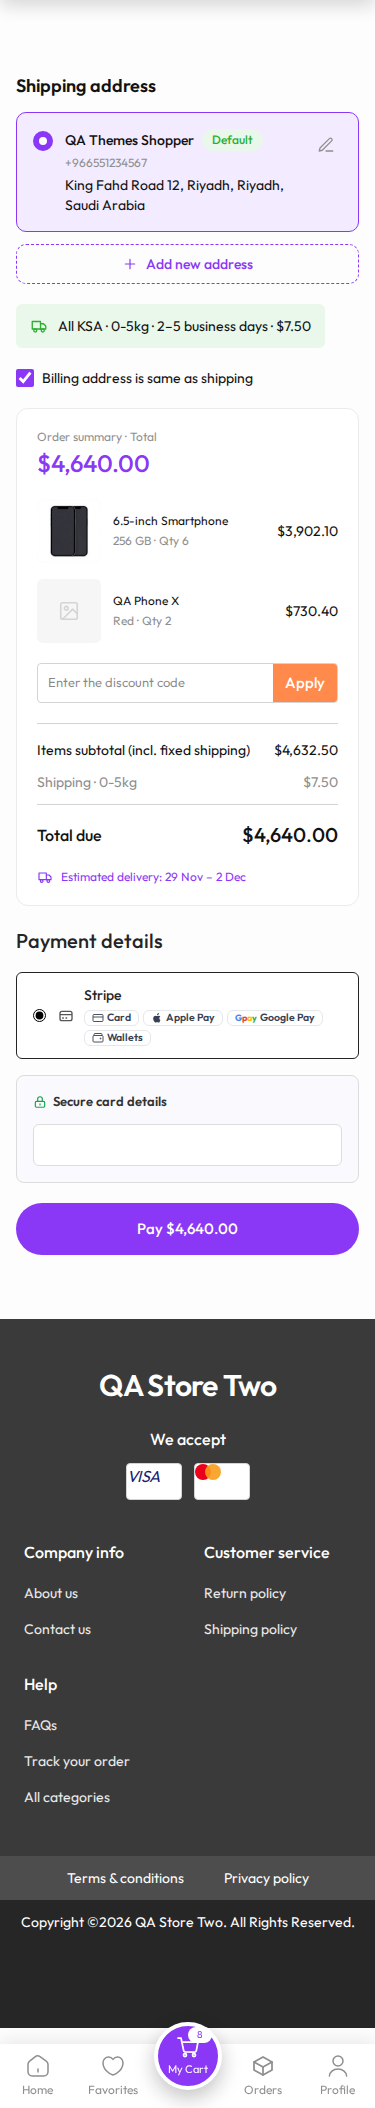 Shipping address
QA Themes Shopper Default
+966551234567
King Fahd Road 12, Riyadh, Riyadh,
Saudi Arabia
Add new address
All KSA · 0-5kg · 2–5 business days · $7.50
Billing address is same as shipping
Order summary · Total
$4,640.00
6.5-inch Smartphone
256 GB · Qty 6
$3,902.10
QA Phone X
Red · Qty 2
$730.40
Enter the discount code Apply
Items subtotal (incl. fixed shipping) $4,632.50
Shipping · 0-5kg $7.50
Total due $4,640.00
Estimated delivery: 29 Nov – 2 Dec
Payment details
Stripe
Card Apple Pay GPay Google Pay
Wallets
Secure card details
Pay $4,640.00
QA Store Two
We accept
VISA
Company info
About us
Contact us
Customer service
Return policy
Shipping policy
Help
FAQs
Track your order
All categories
Terms & conditions Privacy policy
Copyright ©2026 QA Store Two. All Rights Reserved.
8
My Cart
Home Favorites Orders Profile